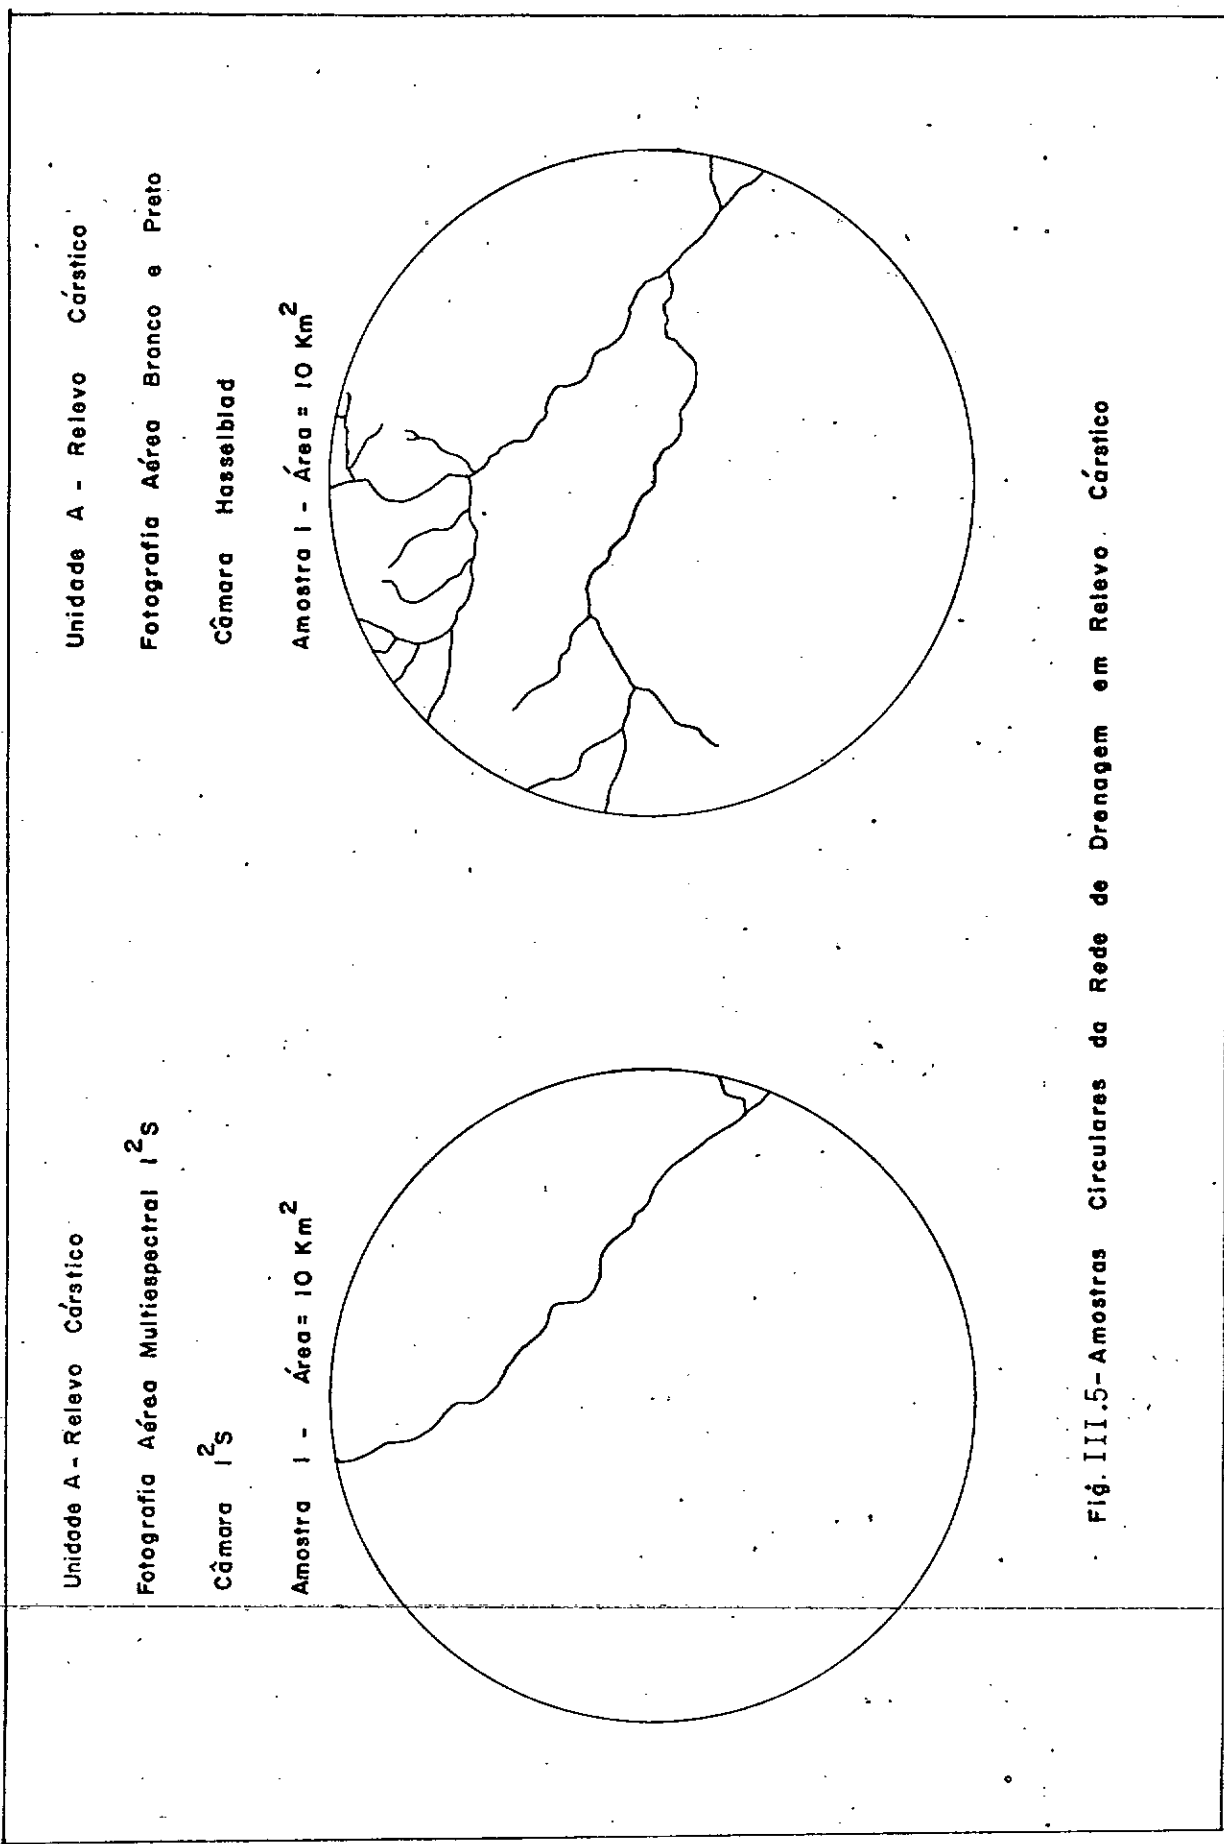 Unidade A - Relevo Cárstico
Fotografia Aérea Multiespectral I²S
Câmara I²S
Amostra I - Área = 10 Km²
Unidade A - Relevo Cárstico
Fotografia Aérea Branco e Preto
Câmara Hasselblad
Amostra I - Área = 10 Km²
Fig. III.5 - Amostras Circulares da Rede de Drenagem em Relevo Cárstico